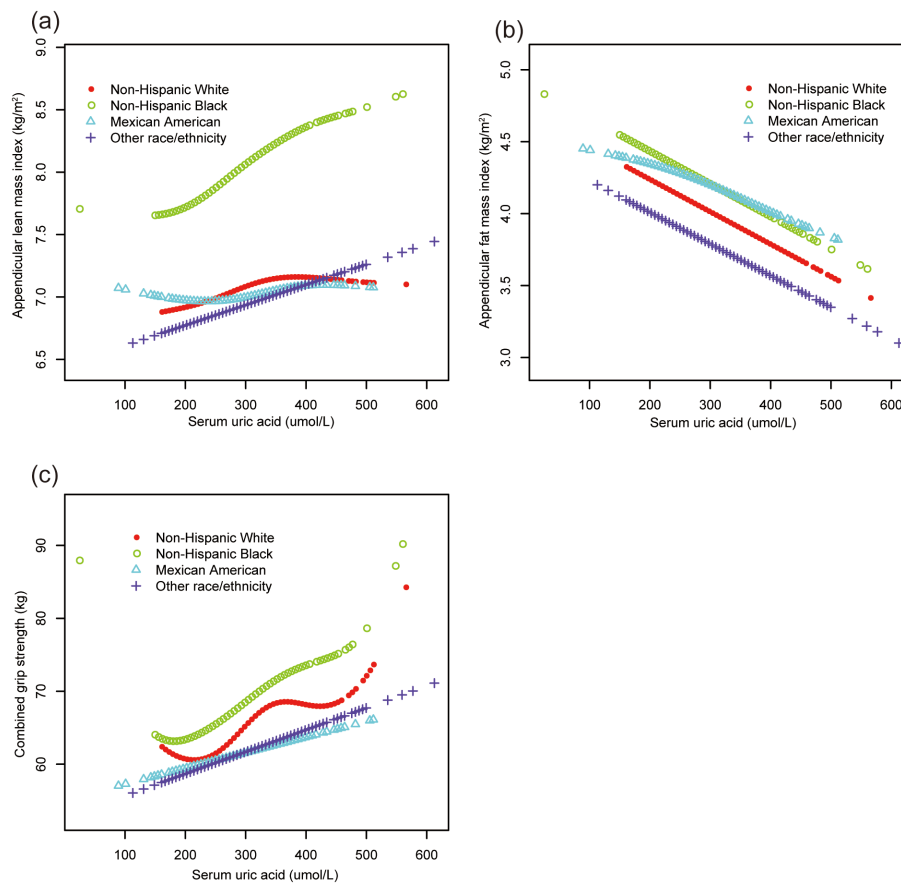 (a)
Appendicular lean mass index (kg/m²)
9.0
8.5
8.0
7.5
7.0
6.5
Non-Hispanic White
Non-Hispanic Black
Mexican American
Other race/ethnicity
100 200 300 400 500 600
Serum uric acid (umol/L)
(b)
Appendicular fat mass index (kg/m²)
5.0
4.5
4.0
3.5
3.0
Non-Hispanic White
Non-Hispanic Black
Mexican American
Other race/ethnicity
100 200 300 400 500 600
Serum uric acid (umol/L)
(c)
Combined grip strength (kg)
90
80
70
60
Non-Hispanic White
Non-Hispanic Black
Mexican American
Other race/ethnicity
100 200 300 400 500 600
Serum uric acid (umol/L)